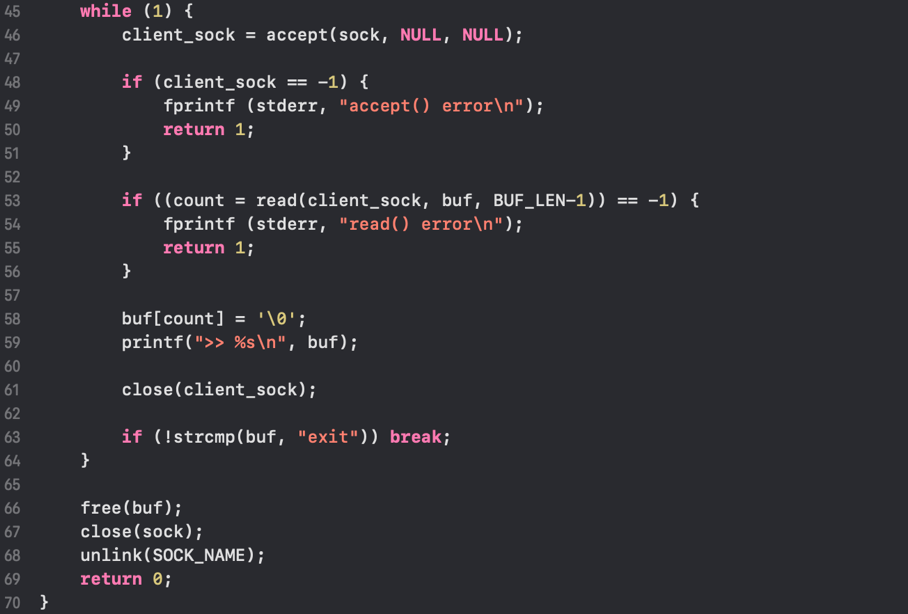 45     while (1) {
46         client_sock = accept(sock, NULL, NULL);
47
48         if (client_sock == -1) {
49             fprintf (stderr, "accept() error\n");
50             return 1;
51         }
52
53         if ((count = read(client_sock, buf, BUF_LEN-1)) == -1) {
54             fprintf (stderr, "read() error\n");
55             return 1;
56         }
57
58         buf[count] = '\0';
59         printf(">> %s\n", buf);
60
61         close(client_sock);
62
63         if (!strcmp(buf, "exit")) break;
64     }
65
66     free(buf);
67     close(sock);
68     unlink(SOCK_NAME);
69     return 0;
70 }